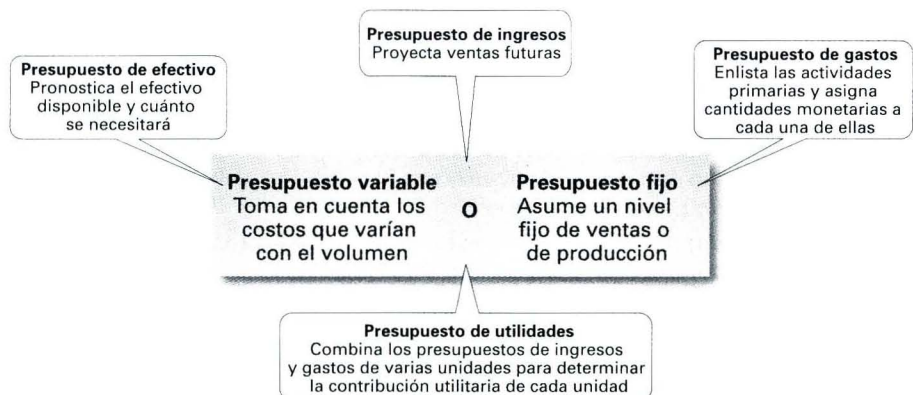 Presupuesto de ingresos
Proyecta ventas futuras
Presupuesto de efectivo
Pronostica el efectivo
disponible y cuánto
se necesitará
Presupuesto de gastos
Enlista las actividades
primarias y asigna
cantidades monetarias a
cada una de ellas
Presupuesto variable
Toma en cuenta los
costos que varían
con el volumen
O
Presupuesto fijo
Asume un nivel
fijo de ventas o
de producción
Presupuesto de utilidades
Combina los presupuestos de ingresos
y gastos de varias unidades para determinar
la contribución utilitaria de cada unidad